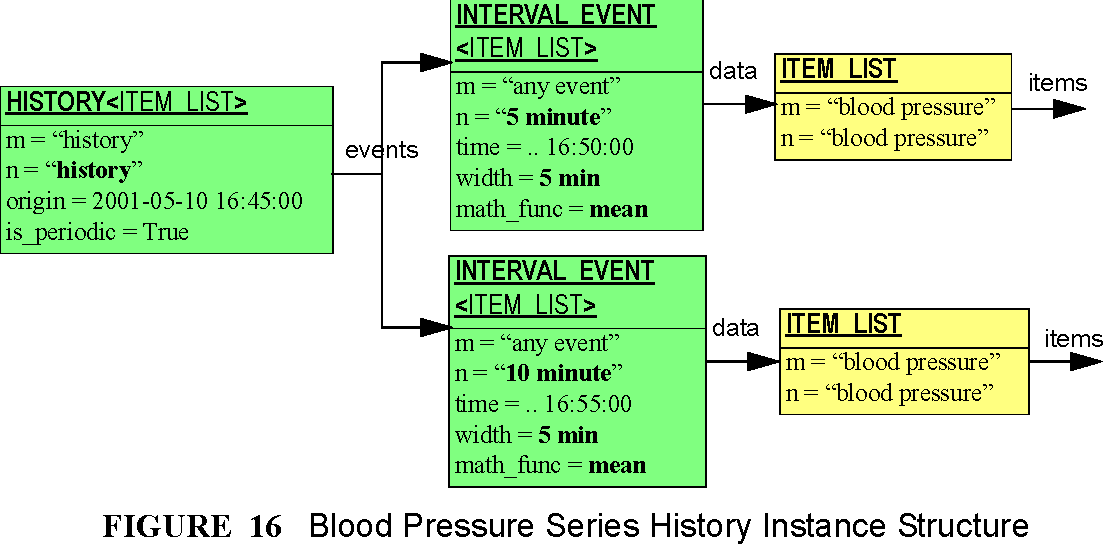 HISTORY<ITEM_LIST>
m = “history”
n = “history”
origin = 2001-05-10 16:45:00
is_periodic = True
events
INTERVAL_EVENT
<ITEM_LIST>
m = “any event”
n = “5 minute”
time = .. 16:50:00
width = 5 min
math_func = mean
data
ITEM_LIST
m = “blood pressure”
n = “blood pressure”
items
INTERVAL_EVENT
<ITEM_LIST>
m = “any event”
n = “10 minute”
time = .. 16:55:00
width = 5 min
math_func = mean
data
ITEM_LIST
m = “blood pressure”
n = “blood pressure”
items
FIGURE 16 Blood Pressure Series History Instance Structure